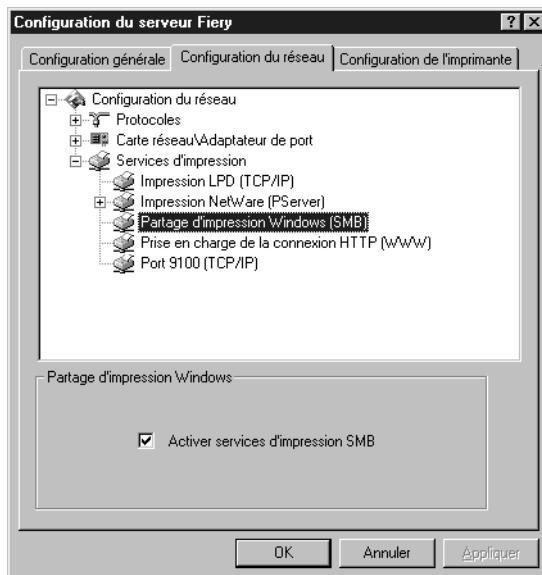 Configuration du serveur Fiery
Configuration générale
Configuration du réseau
Configuration de l'imprimante
Configuration du réseau
Protocoles
Carte réseau\Adaptateur de port
Services d'impression
Impression LPD (TCP/IP)
Impression NetWare (PServer)
Partage d'impression Windows (SMB)
Prise en charge de la connexion HTTP (WWW)
Port 9100 (TCP/IP)
Partage d'impression Windows
Activer services d'impression SMB
OK
Annuler
Appliquer